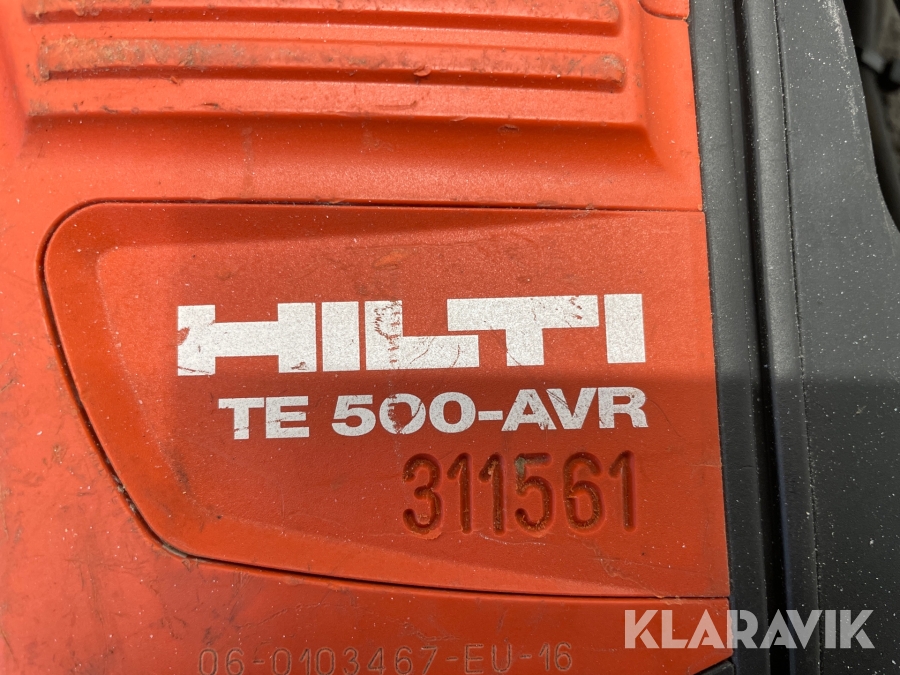 HILTI
TE 500-AVR
311561
06-0103467-EU-16
KLARAVIK